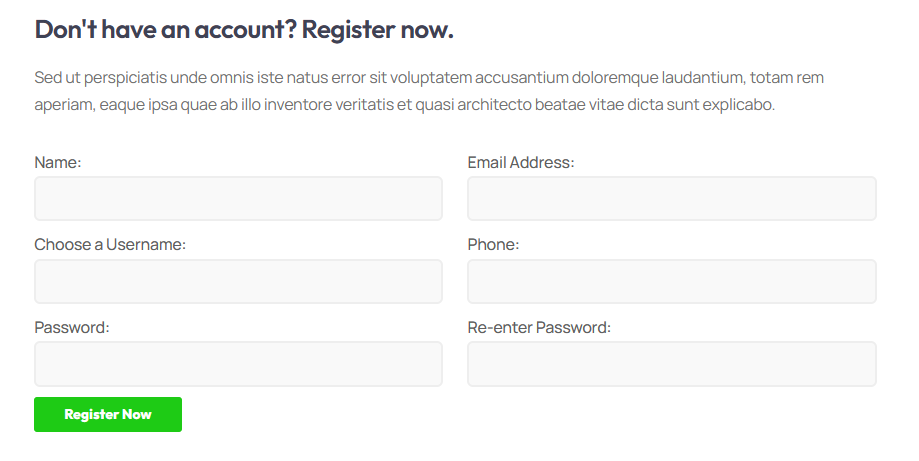 Don't have an account? Register now.
Sed ut perspiciatis unde omnis iste natus error sit voluptatem accusantium doloremque laudantium, totam rem
aperiam, eaque ipsa quae ab illo inventore veritatis et quasi architecto beatae vitae dicta sunt explicabo.
Name:
Email Address:
Choose a Username:
Phone:
Password:
Re-enter Password:
Register Now